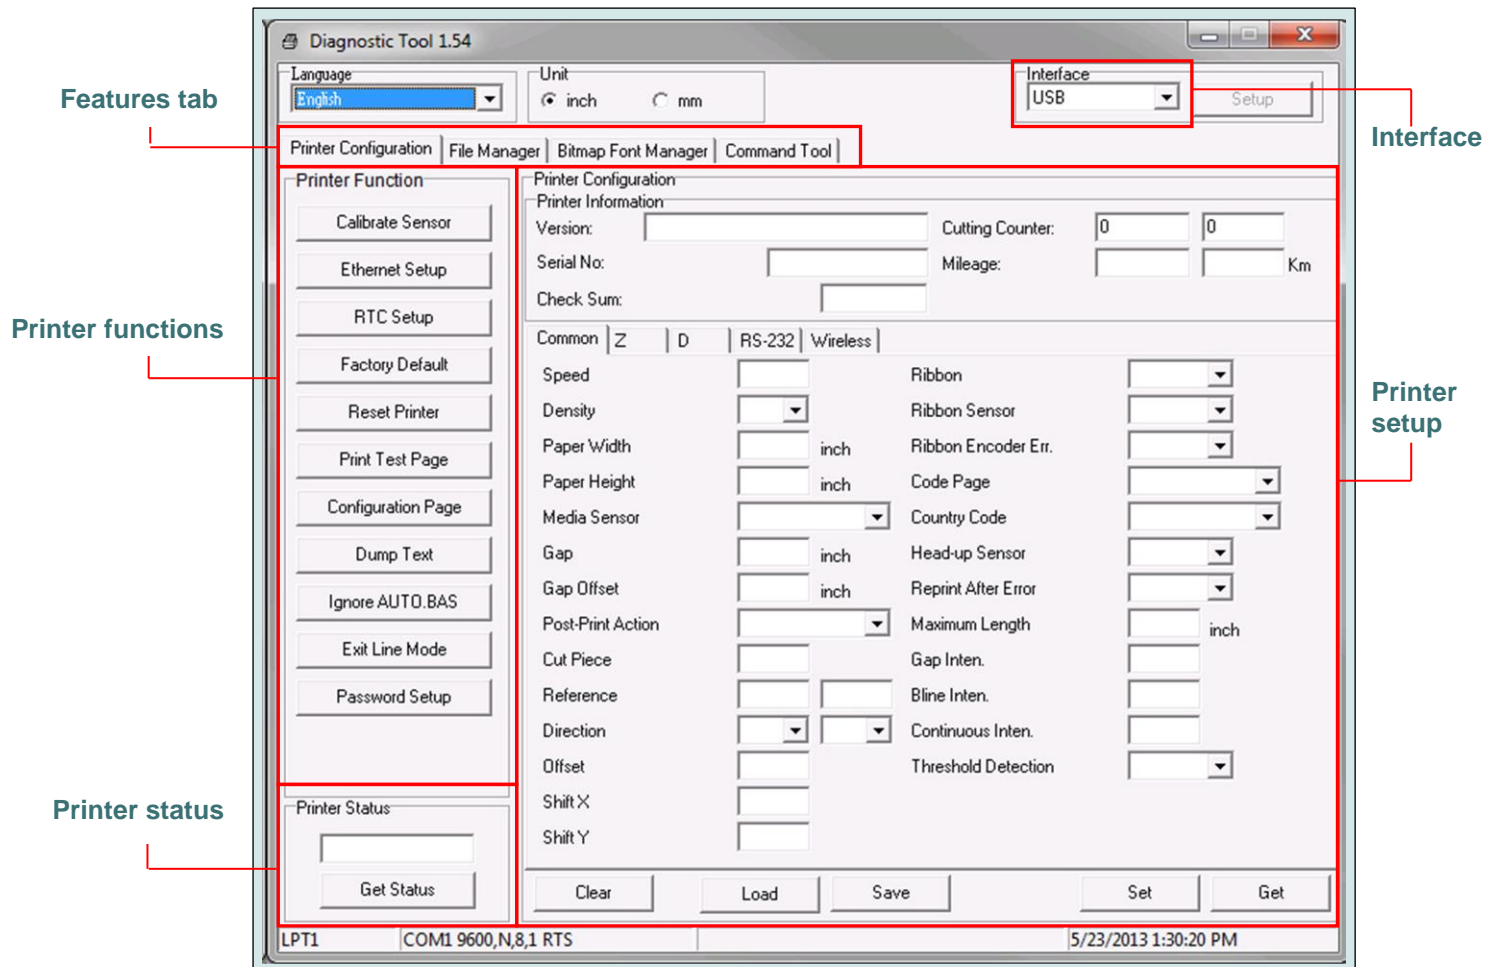 Diagnostic Tool 1.54
Language
English
Unit
inch
mm
Interface
USB
Setup
Features tab
Interface
Printer Configuration
File Manager
Bitmap Font Manager
Command Tool
Printer Function
Calibrate Sensor
Ethernet Setup
RTC Setup
Factory Default
Reset Printer
Print Test Page
Configuration Page
Dump Text
Ignore AUTO.BAS
Exit Line Mode
Password Setup
Printer functions
Printer Status
Get Status
Printer status
Printer Configuration
Printer Information
Version:
Cutting Counter: 0 0
Serial No:
Mileage: Km
Check Sum:
Common
Z
D
RS-232
Wireless
Speed
Ribbon
Density
Ribbon Sensor
Paper Width inch
Ribbon Encoder Err.
Paper Height inch
Code Page
Media Sensor
Country Code
Gap inch
Head-up Sensor
Gap Offset inch
Reprint After Error
Post-Print Action
Maximum Length inch
Cut Piece
Gap Inten.
Reference
Bline Inten.
Direction
Continuous Inten.
Offset
Threshold Detection
Shift X
Shift Y
Printer
setup
Clear
Load
Save
Set
Get
LPT1
COM1 9600,N,8,1 RTS
5/23/2013 1:30:20 PM